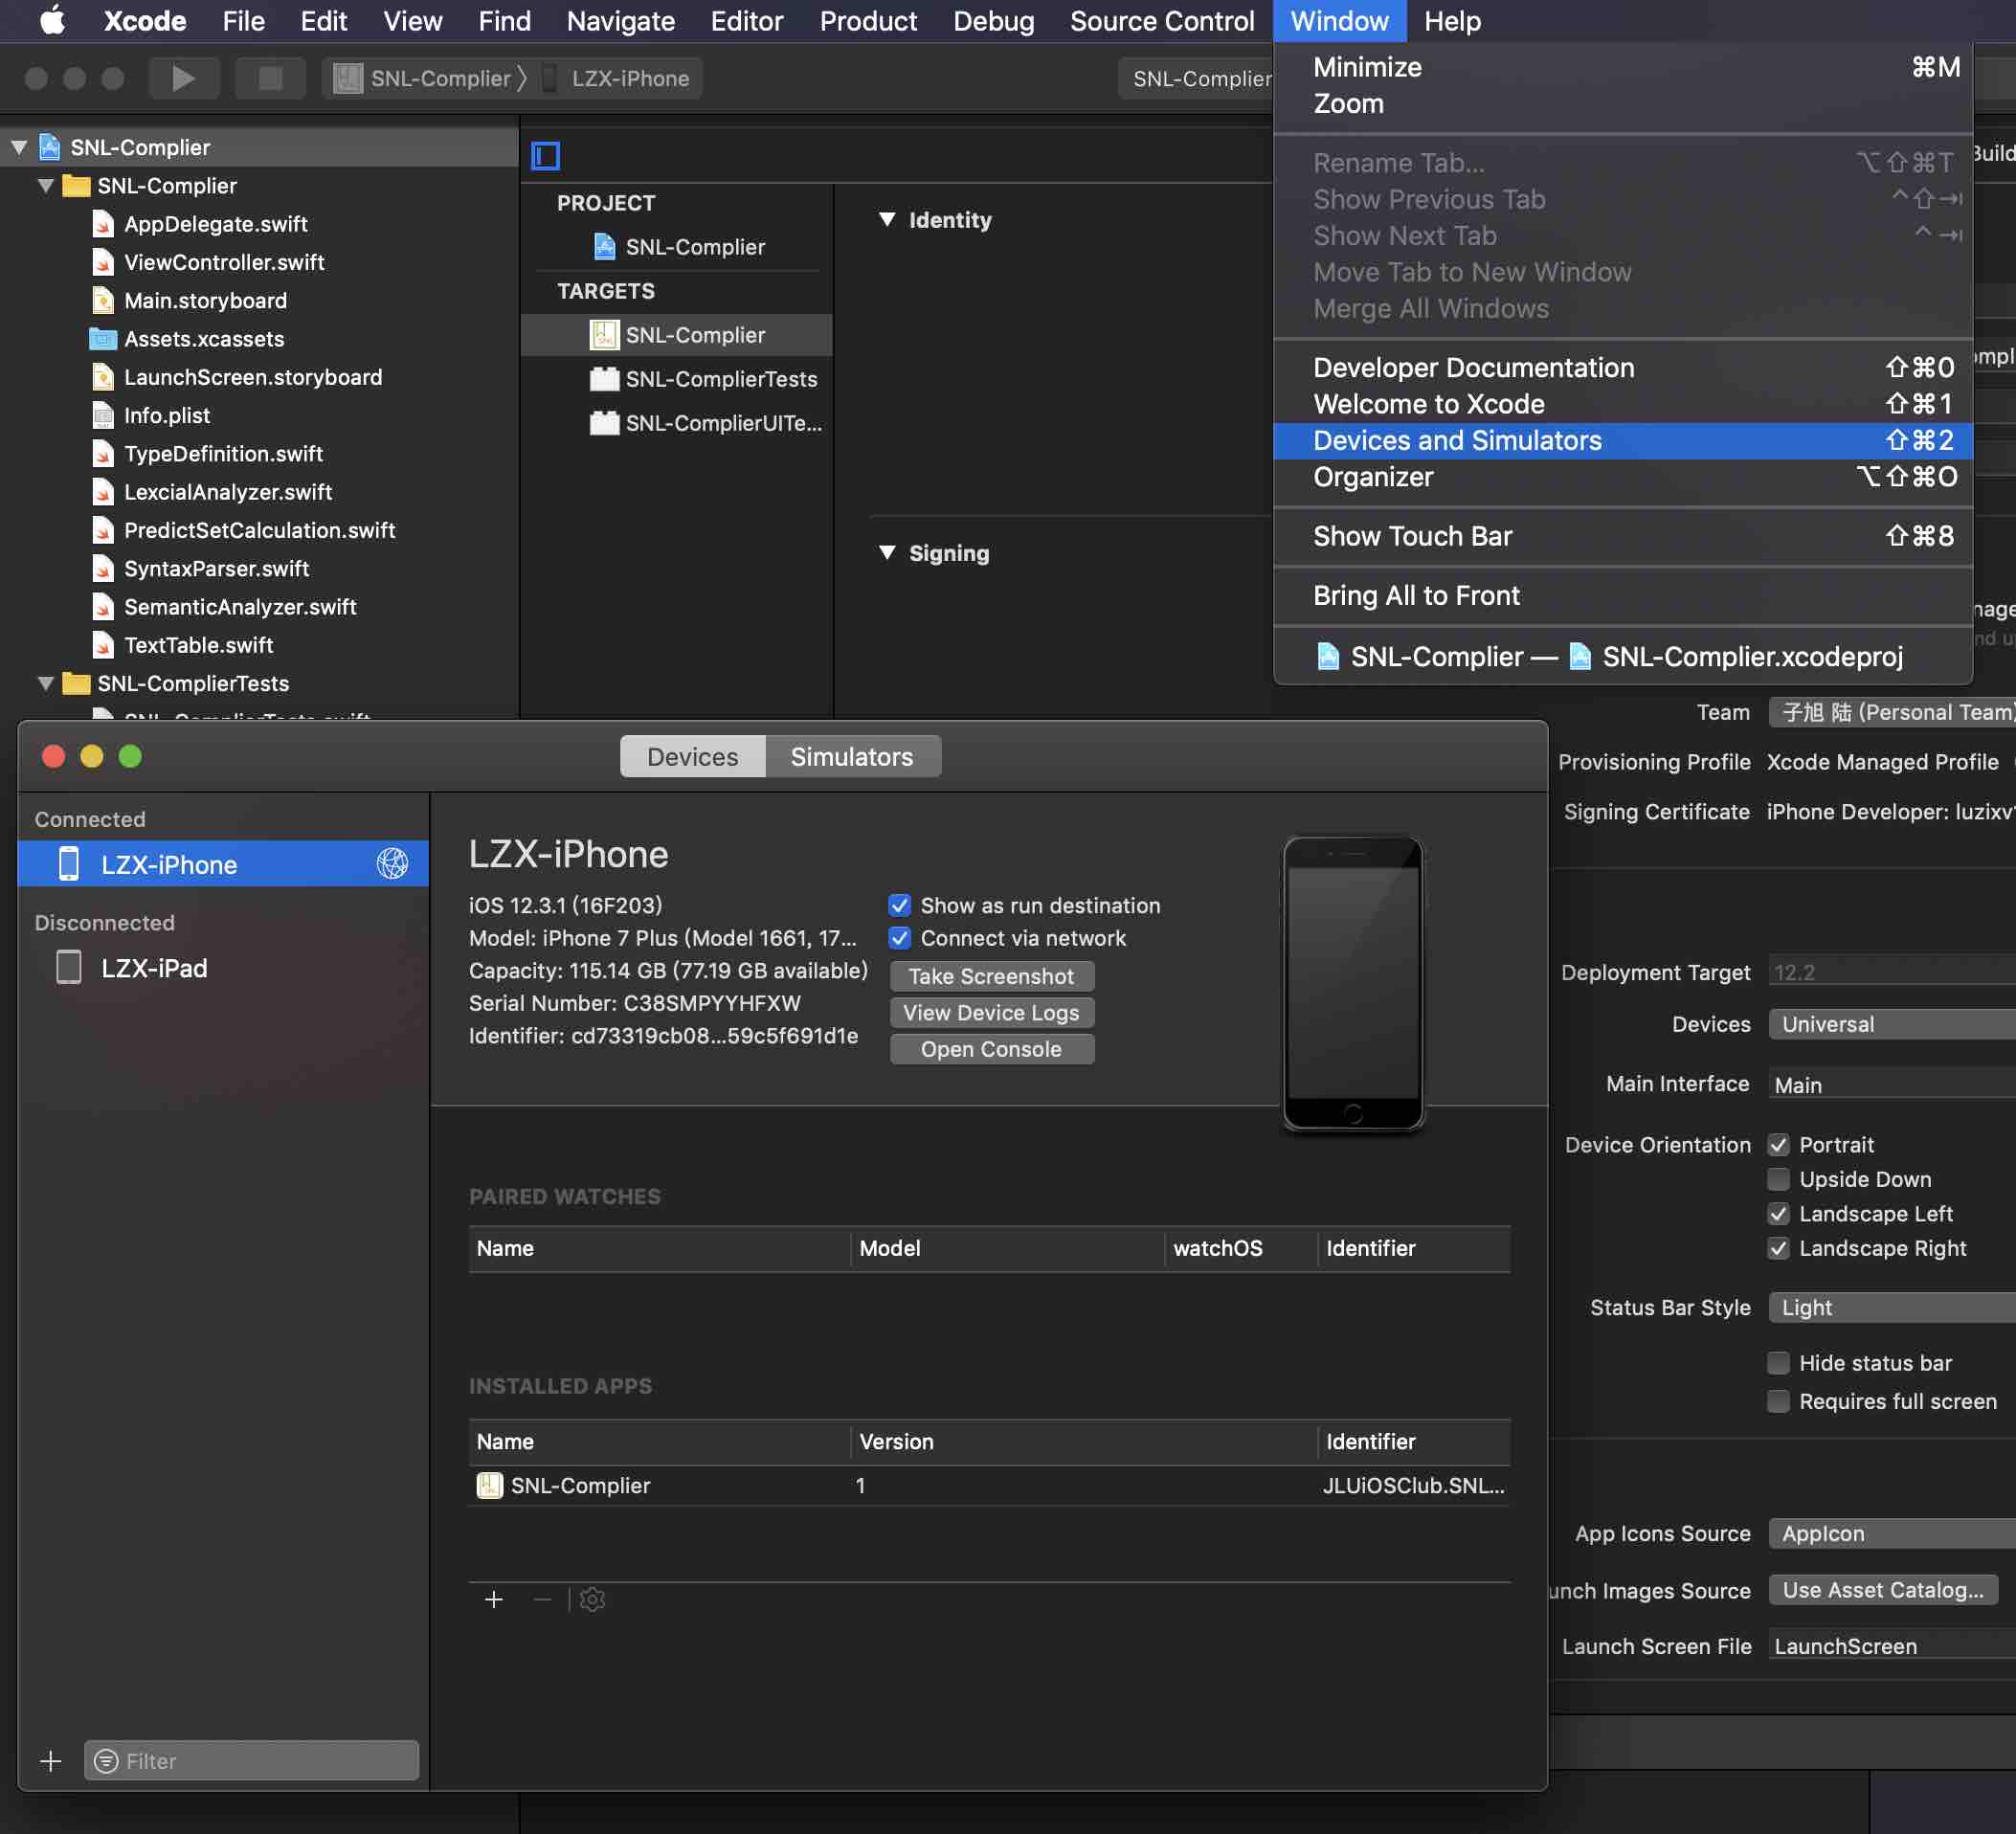 Xcode File Edit View Find Navigate Editor Product Debug Source Control Window Help
SNL-Complier 〉 LZX-iPhone
SNL-Complier
Minimize ⌘M
Zoom
Rename Tab... ⌥⇧⌘T
Show Previous Tab ^⇧⇥
Show Next Tab ^⇥
Move Tab to New Window
Merge All Windows
Developer Documentation ⇧⌘0
Welcome to Xcode ⇧⌘1
Devices and Simulators ⇧⌘2
Organizer ⌥⇧⌘O
Show Touch Bar ⇧⌘8
Bring All to Front
SNL-Complier — SNL-Complier.xcodeproj
SNL-Complier
SNL-Complier
AppDelegate.swift
ViewController.swift
Main.storyboard
Assets.xcassets
LaunchScreen.storyboard
Info.plist
TypeDefinition.swift
LexcialAnalyzer.swift
PredictSetCalculation.swift
SyntaxParser.swift
SemanticAnalyzer.swift
TextTable.swift
SNL-ComplierTests
PROJECT
SNL-Complier
TARGETS
SNL-Complier
SNL-ComplierTests
SNL-ComplierUITe...
Identity
Signing
Team 子旭 陆 (Personal Team)
Provisioning Profile Xcode Managed Profile
Signing Certificate iPhone Developer: luzixv
Deployment Target 12.2
Devices Universal
Main Interface Main
Device Orientation Portrait
Upside Down
Landscape Left
Landscape Right
Status Bar Style Light
Hide status bar
Requires full screen
App Icons Source AppIcon
unch Images Source Use Asset Catalog...
Launch Screen File LaunchScreen
Devices Simulators
Connected
LZX-iPhone
Disconnected
LZX-iPad
Filter
LZX-iPhone
iOS 12.3.1 (16F203)
Model: iPhone 7 Plus (Model 1661, 17...
Capacity: 115.14 GB (77.19 GB available)
Serial Number: C38SMPYYHFXW
Identifier: cd73319cb08...59c5f691d1e
Show as run destination
Connect via network
Take Screenshot
View Device Logs
Open Console
PAIRED WATCHES
Name Model watchOS Identifier
INSTALLED APPS
Name Version Identifier
SNL-Complier 1 JLUiOSClub.SNL...